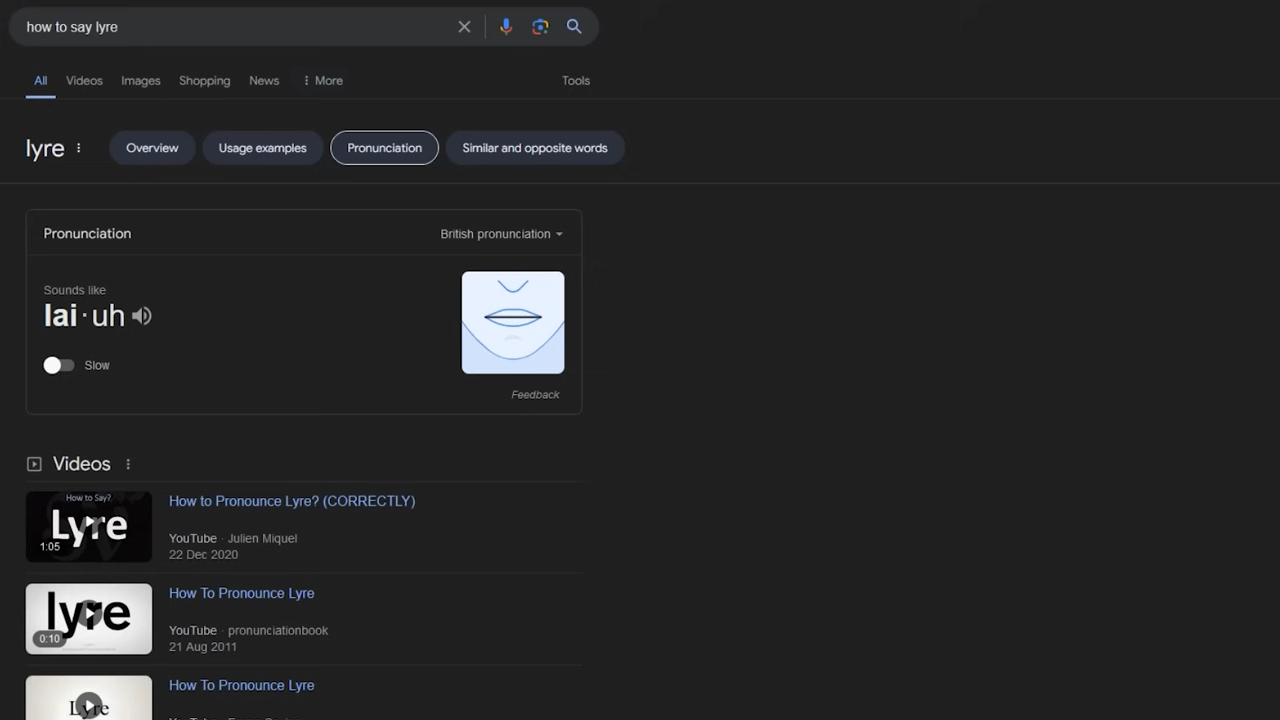 how to say lyre
All Videos Images Shopping News More Tools
lyre Overview Usage examples Pronunciation Similar and opposite words
Pronunciation British pronunciation
Sounds like
lai·uh
Slow
Feedback
Videos
How to Say?
Lyre
1:05
How to Pronounce Lyre? (CORRECTLY)
YouTube · Julien Miquel
22 Dec 2020
lyre
0:10
How To Pronounce Lyre
YouTube · pronunciationbook
21 Aug 2011
Lyre
How To Pronounce Lyre